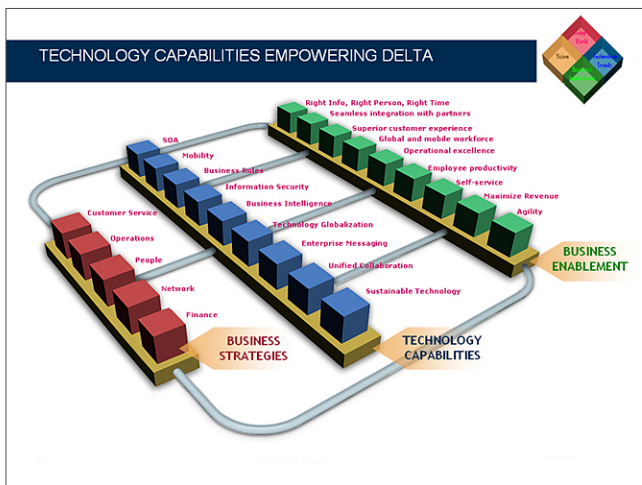 TECHNOLOGY CAPABILITIES EMPOWERING DELTA
Technology
Trends
Right Info, Right Person, Right Time
Seamless integration with partners
Superior customer experience
Global and mobile workforce
Operational excellence
Employee productivity
Self-service
Maximize Revenue
Agility
BUSINESS
ENABLEMENT
SOA
Mobility
Business Rules
Information Security
Business Intelligence
Technology Globalization
Enterprise Messaging
Unified Collaboration
Sustainable Technology
TECHNOLOGY
CAPABILITIES
Customer Service
Operations
People
Network
Finance
BUSINESS
STRATEGIES